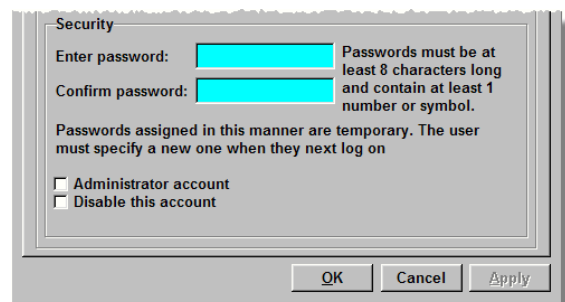 Security
Enter password:
Passwords must be at
least 8 characters long
and contain at least 1
number or symbol.
Confirm password:
Passwords assigned in this manner are temporary. The user
must specify a new one when they next log on
Administrator account
Disable this account
OK
Cancel
Apply